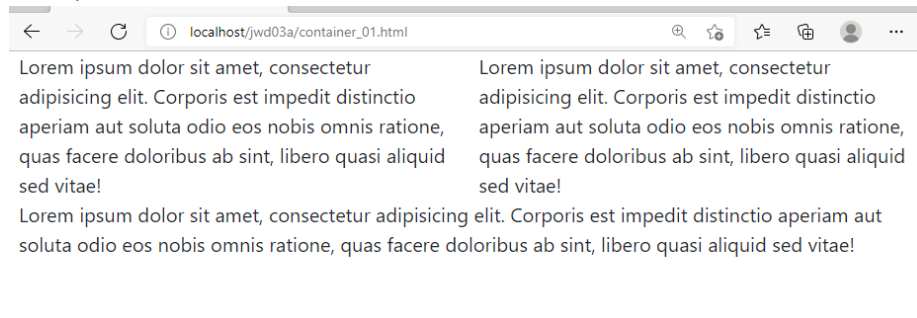 localhost/jwd03a/container_01.html
Lorem ipsum dolor sit amet, consectetur
adipisicing elit. Corporis est impedit distinctio
aperiam aut soluta odio eos nobis omnis ratione,
quas facere doloribus ab sint, libero quasi aliquid
sed vitae!
Lorem ipsum dolor sit amet, consectetur
adipisicing elit. Corporis est impedit distinctio
aperiam aut soluta odio eos nobis omnis ratione,
quas facere doloribus ab sint, libero quasi aliquid
sed vitae!
Lorem ipsum dolor sit amet, consectetur adipisicing elit. Corporis est impedit distinctio aperiam aut
soluta odio eos nobis omnis ratione, quas facere doloribus ab sint, libero quasi aliquid sed vitae!